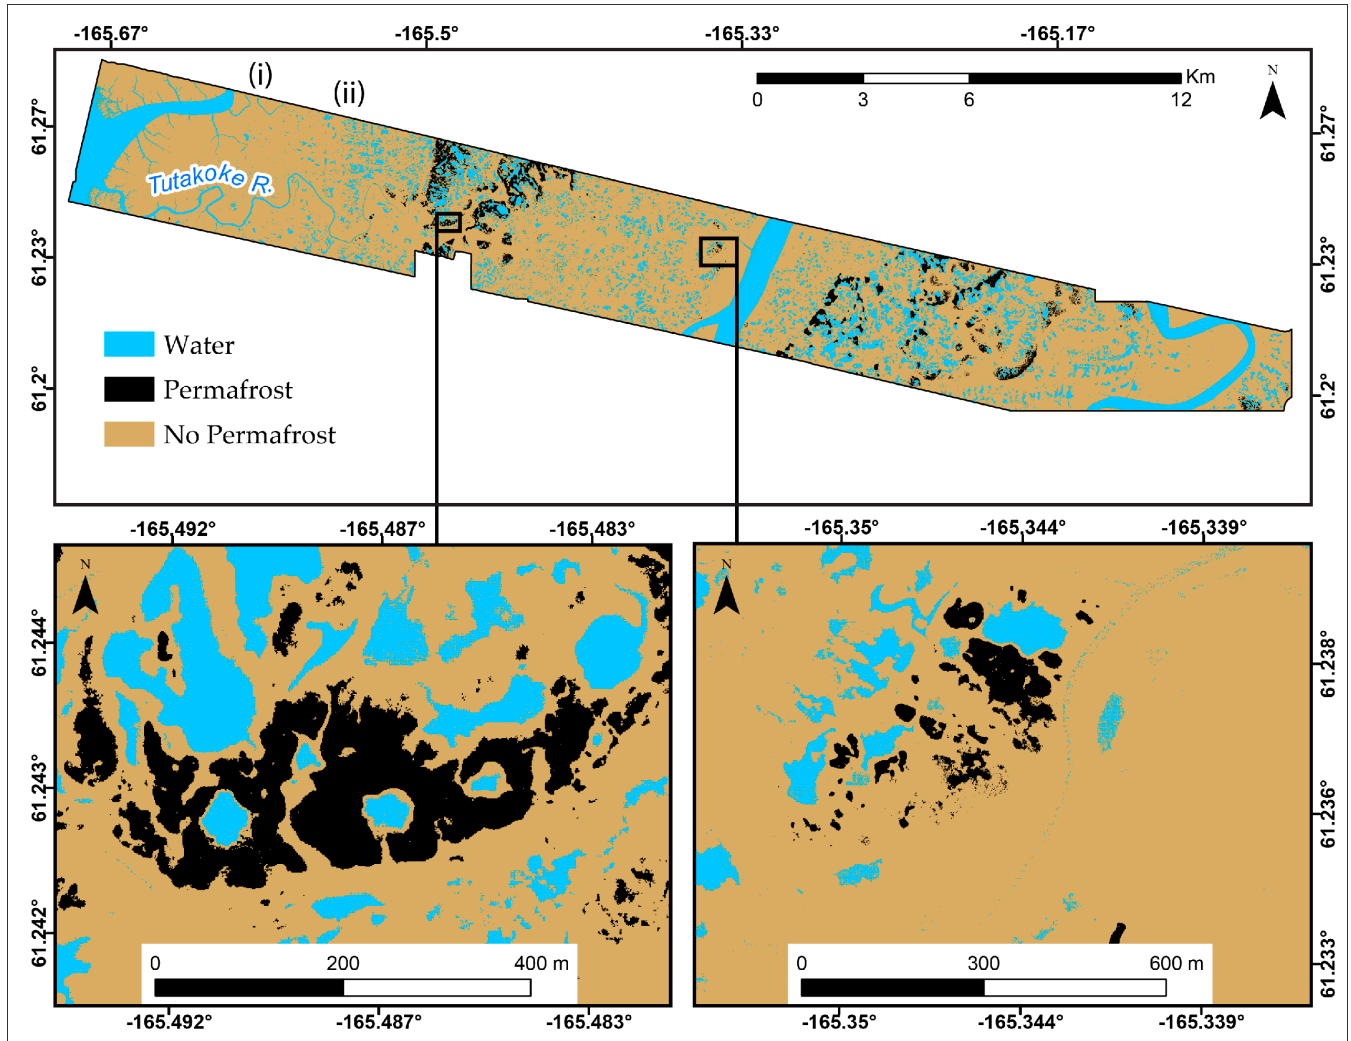 -165.67° -165.5° -165.33° -165.17°
(i) (ii)
Km
0 3 6 12
N
61.27° 61.27°
Tutakoke R.
61.23° 61.23°
61.2° 61.2°
Water
Permafrost
No Permafrost
-165.492° -165.487° -165.483°
N
61.244°
61.243°
61.242°
0 200 400 m
-165.492° -165.487° -165.483°
-165.35° -165.344° -165.339°
N
61.238°
61.236°
61.233°
0 300 600 m
-165.35° -165.344° -165.339°